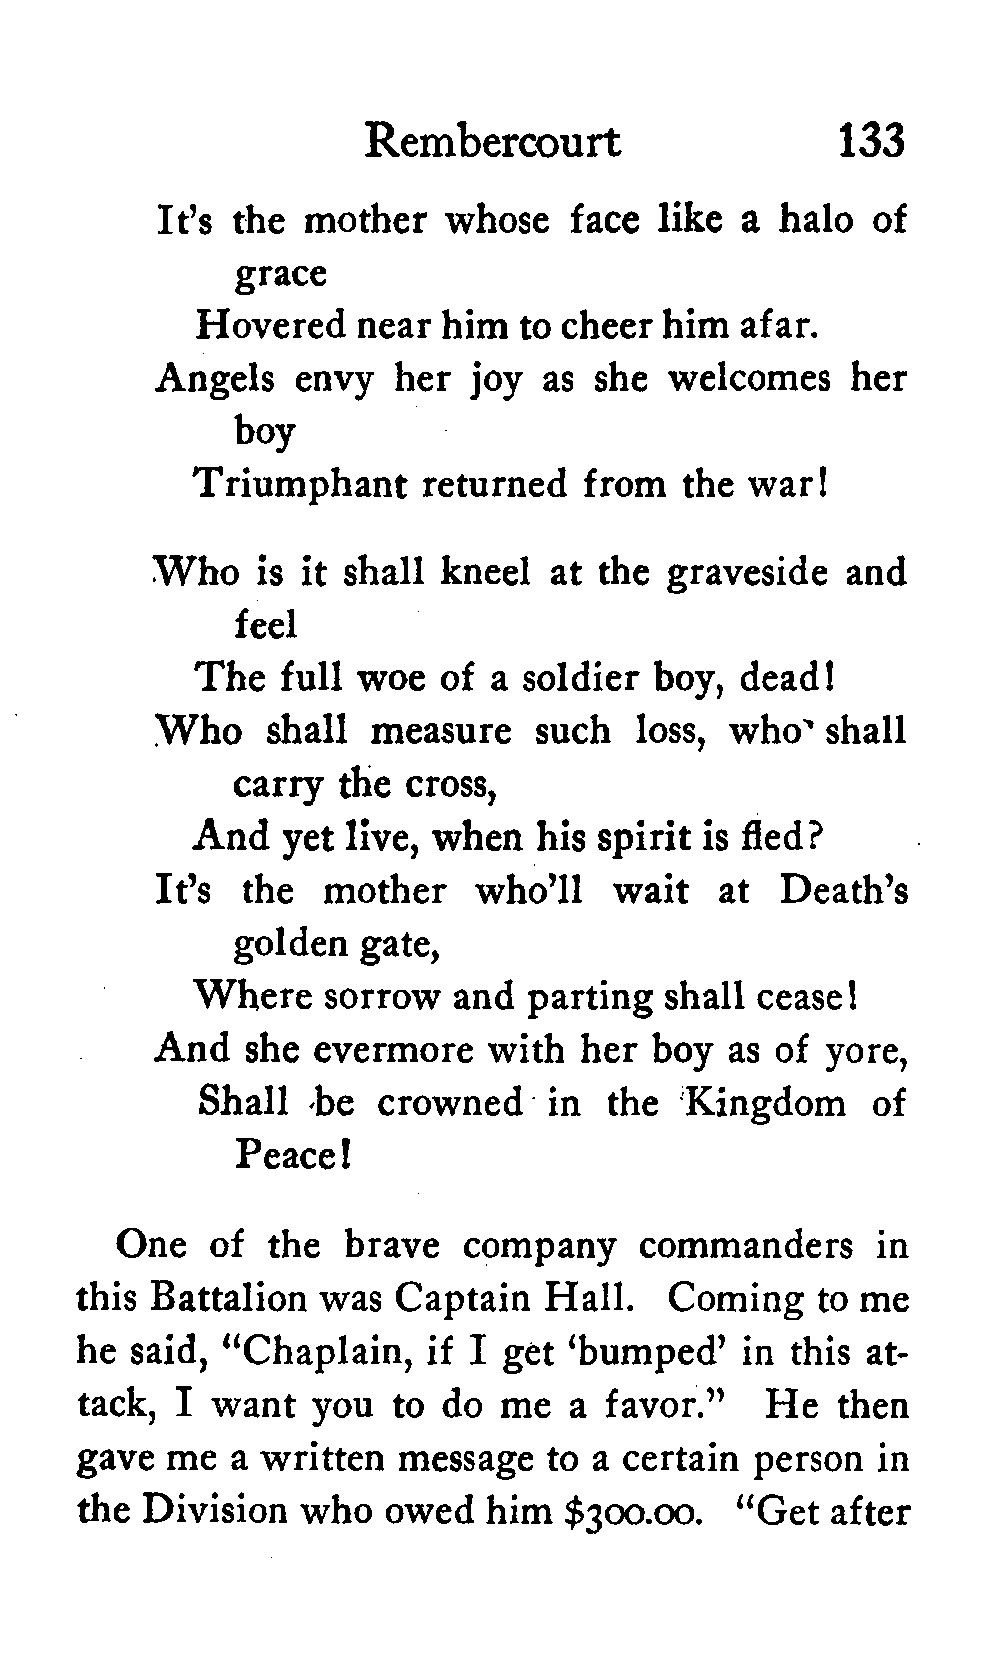 Rembercourt 133
It's the mother whose face like a halo of
grace
Hovered near him to cheer him afar.
Angels envy her joy as she welcomes her
boy
Triumphant returned from the war!
Who is it shall kneel at the graveside and
feel
The full woe of a soldier boy, dead!
Who shall measure such loss, who shall
carry the cross,
And yet live, when his spirit is fled?
It's the mother who'll wait at Death's
golden gate,
Where sorrow and parting shall cease!
And she evermore with her boy as of yore,
Shall be crowned in the Kingdom of
Peace!
One of the brave company commanders in
this Battalion was Captain Hall. Coming to me
he said, "Chaplain, if I get 'bumped' in this at-
tack, I want you to do me a favor." He then
gave me a written message to a certain person in
the Division who owed him $300.00. "Get after